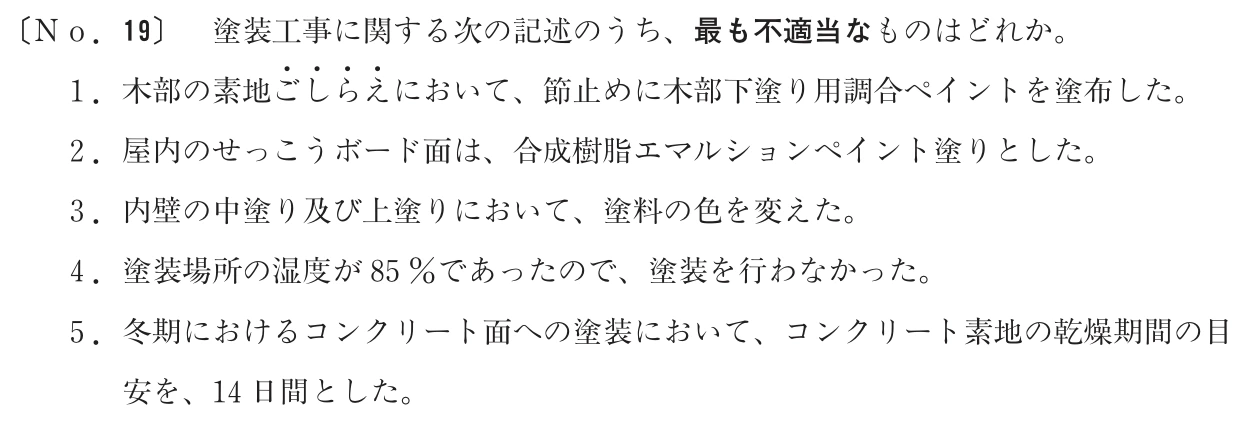 〔Ｎｏ．19〕　塗装工事に関する次の記述のうち、最も不適当なものはどれか。
1．木部の素地ごしらえにおいて、節止めに木部下塗り用調合ペイントを塗布した。
2．屋内のせっこうボード面は、合成樹脂エマルションペイント塗りとした。
3．内壁の中塗り及び上塗りにおいて、塗料の色を変えた。
4．塗装場所の湿度が 85 ％であったので、塗装を行わなかった。
5．冬期におけるコンクリート面への塗装において、コンクリート素地の乾燥期間の目
安を、14 日間とした。